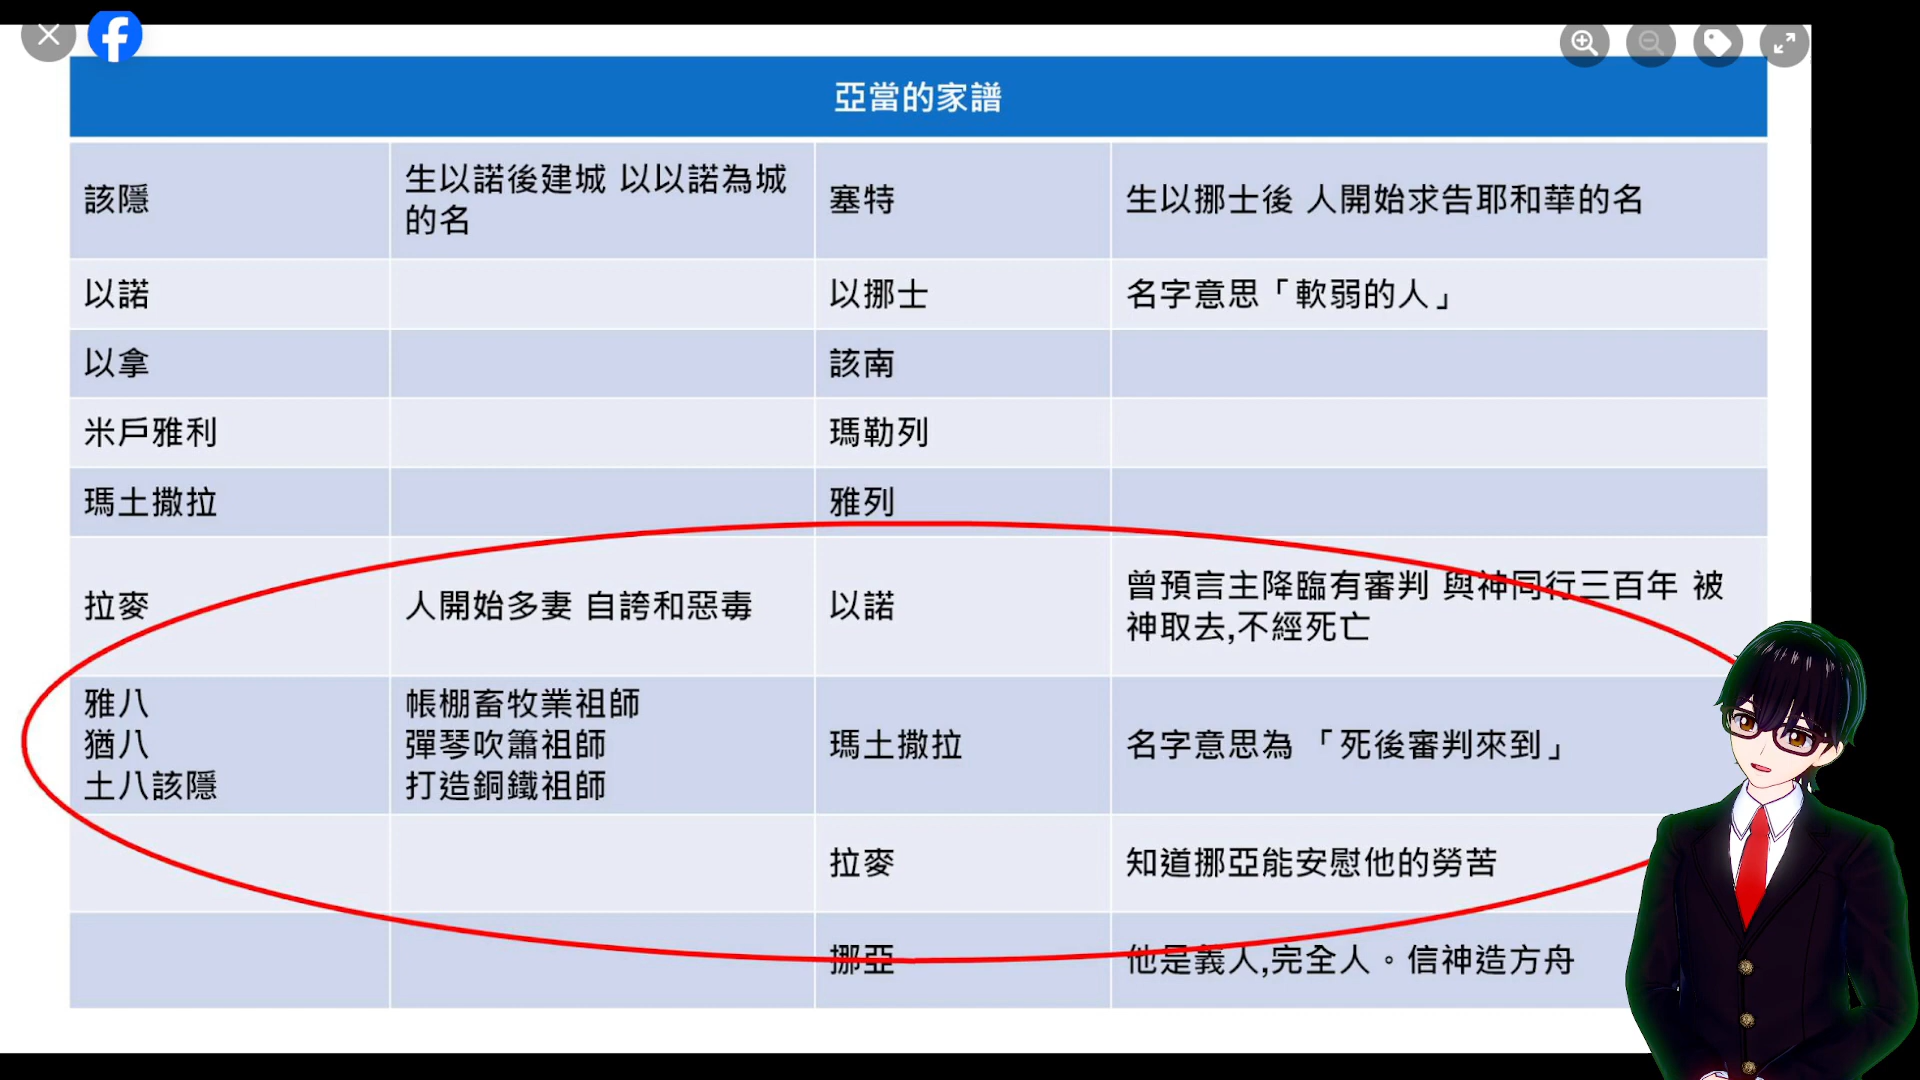 亞當的家譜
該隱
生以諾後建城 以以諾為城
的名
塞特
生以挪士後 人開始求告耶和華的名
以諾
以挪士
名字意思「軟弱的人」
以拿
該南
米戶雅利
瑪勒列
瑪土撒拉
雅列
拉麥
人開始多妻 自誇和惡毒
以諾
曾預言主降臨有審判 與神同行三百年 被
神取去,不經死亡
雅八
猶八
土八該隱
帳棚畜牧業祖師
彈琴吹簫祖師
打造銅鐵祖師
瑪土撒拉
名字意思為 「死後審判來到」
拉麥
知道挪亞能安慰他的勞苦
挪亞
他是義人,完全人。信神造方舟